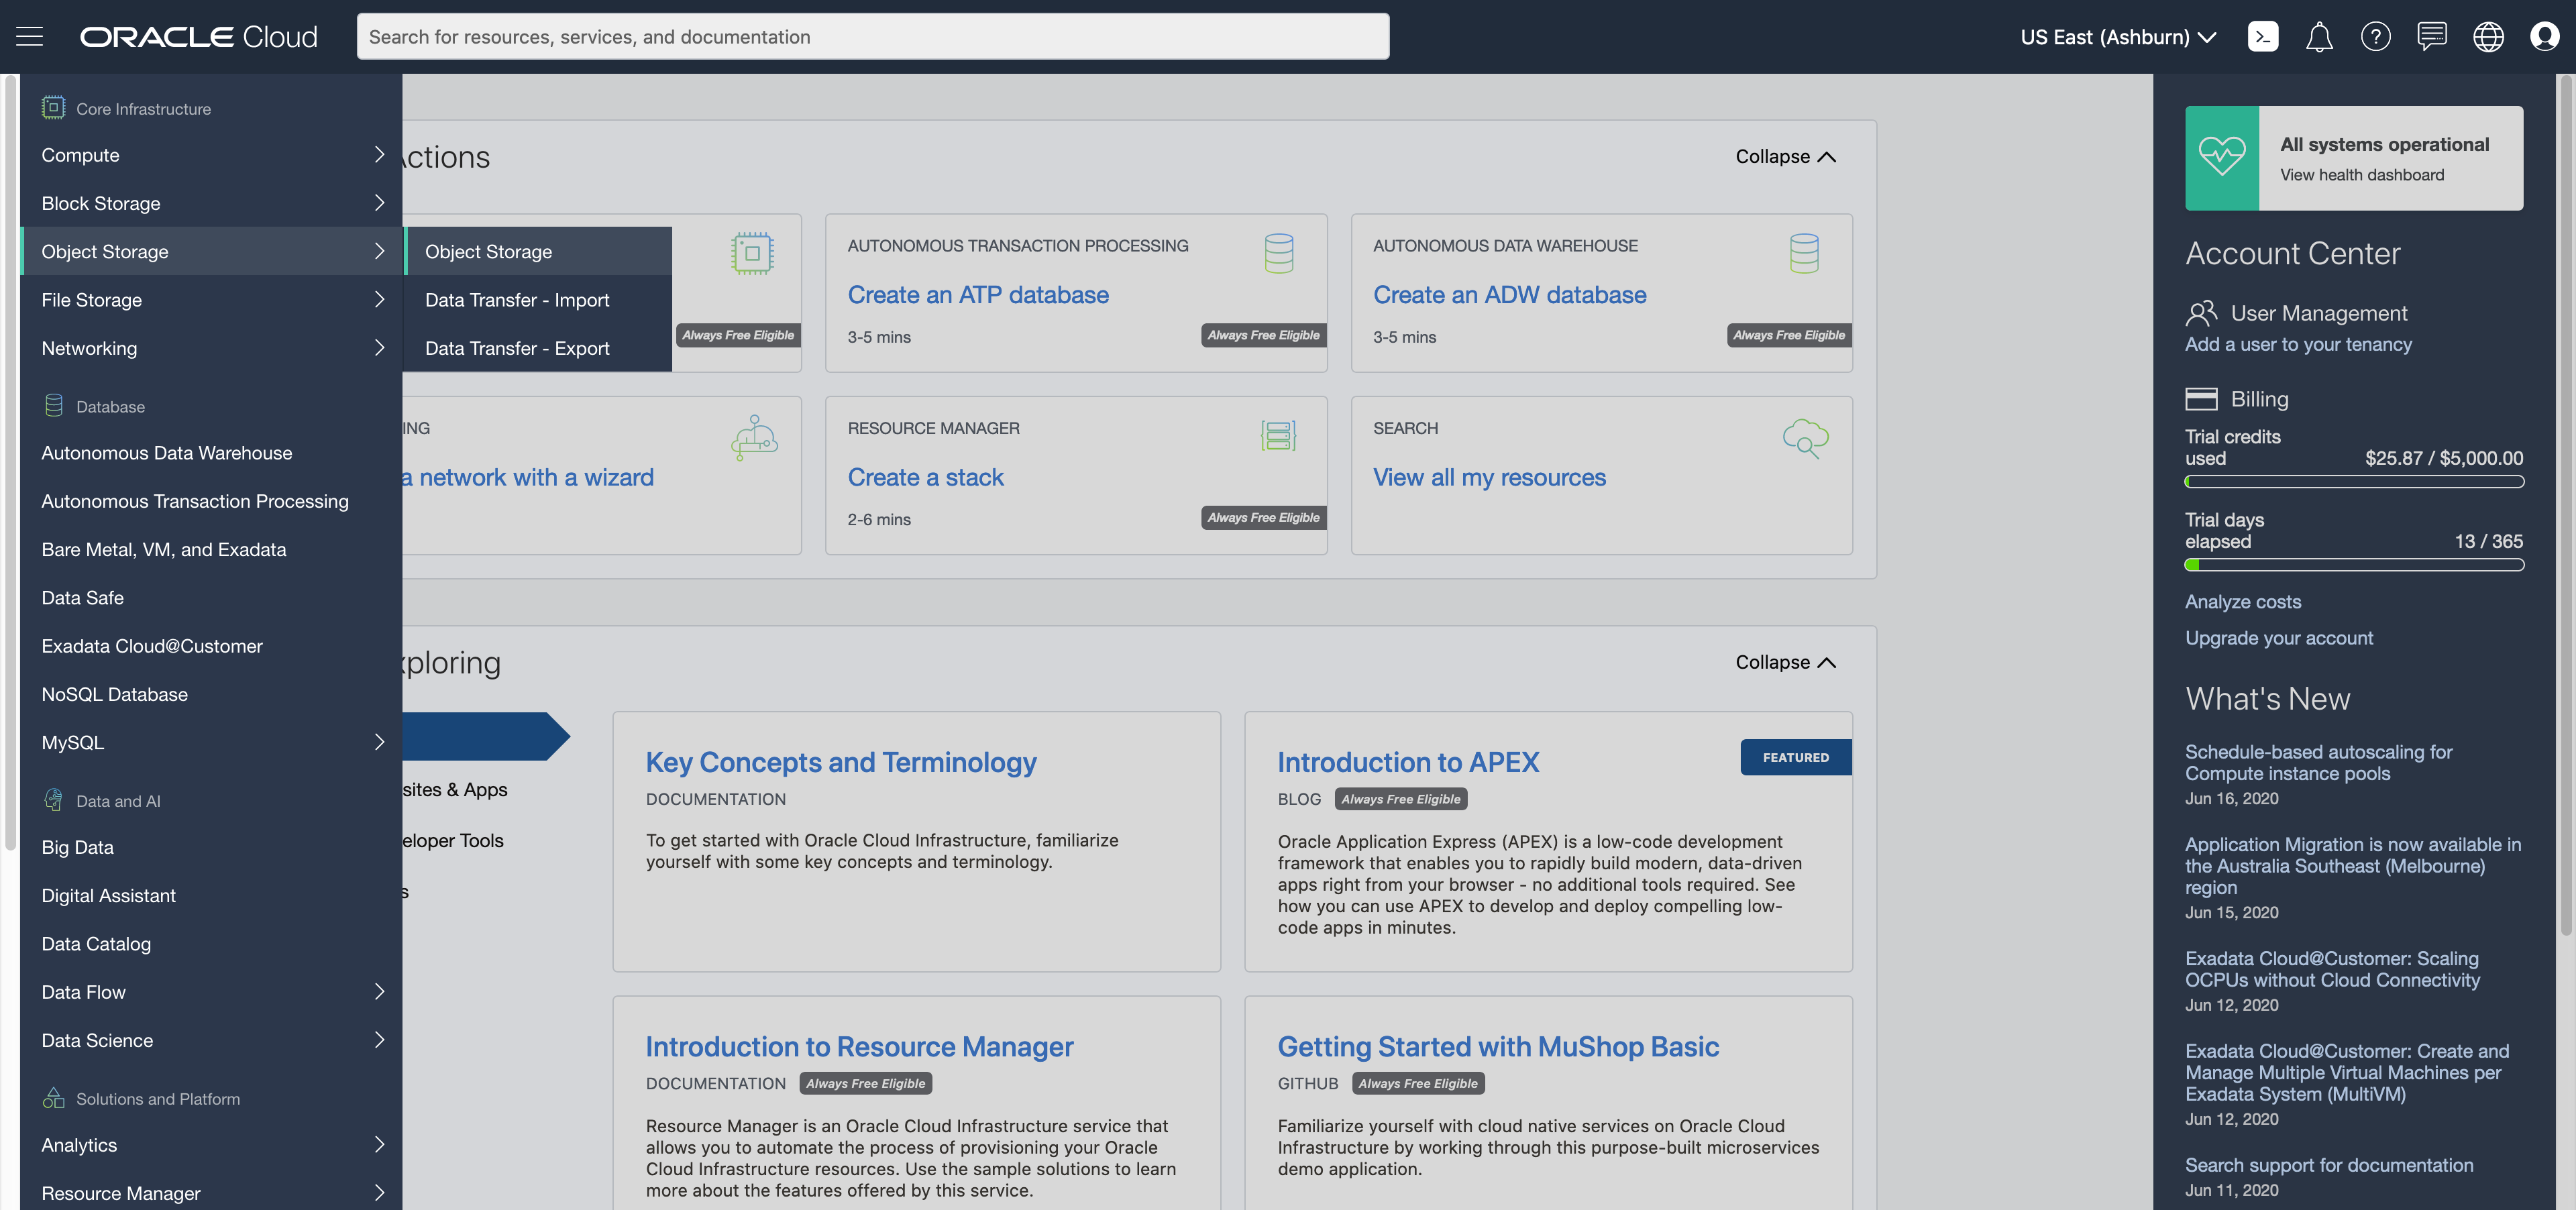 ORACLE Cloud
Search for resources, services, and documentation
US East (Ashburn)
Core Infrastructure
Compute
Block Storage
Object Storage
File Storage
Networking
Database
Autonomous Data Warehouse
Autonomous Transaction Processing
Bare Metal, VM, and Exadata
Data Safe
Exadata Cloud@Customer
NoSQL Database
MySQL
Data and AI
Big Data
Digital Assistant
Data Catalog
Data Flow
Data Science
Solutions and Platform
Analytics
Resource Manager
Object Storage
Data Transfer - Import
Data Transfer - Export
Actions
Collapse
Always Free Eligible
AUTONOMOUS TRANSACTION PROCESSING
Create an ATP database
3-5 mins
Always Free Eligible
AUTONOMOUS DATA WAREHOUSE
Create an ADW database
3-5 mins
Always Free Eligible
ING
a network with a wizard
RESOURCE MANAGER
Create a stack
2-6 mins
Always Free Eligible
SEARCH
View all my resources
xploring
Collapse
sites & Apps
eloper Tools
s
Key Concepts and Terminology
DOCUMENTATION
To get started with Oracle Cloud Infrastructure, familiarize
yourself with some key concepts and terminology.
Introduction to APEX
FEATURED
BLOG Always Free Eligible
Oracle Application Express (APEX) is a low-code development
framework that enables you to rapidly build modern, data-driven
apps right from your browser - no additional tools required. See
how you can use APEX to develop and deploy compelling low-
code apps in minutes.
Introduction to Resource Manager
DOCUMENTATION Always Free Eligible
Resource Manager is an Oracle Cloud Infrastructure service that
allows you to automate the process of provisioning your Oracle
Cloud Infrastructure resources. Use the sample solutions to learn
more about the features offered by this service.
Getting Started with MuShop Basic
GITHUB Always Free Eligible
Familiarize yourself with cloud native services on Oracle Cloud
Infrastructure by working through this purpose-built microservices
demo application.
All systems operational
View health dashboard
Account Center
User Management
Add a user to your tenancy
Billing
Trial credits
used $25.87 / $5,000.00
Trial days
elapsed 13 / 365
Analyze costs
Upgrade your account
What's New
Schedule-based autoscaling for
Compute instance pools
Jun 16, 2020
Application Migration is now available in
the Australia Southeast (Melbourne)
region
Jun 15, 2020
Exadata Cloud@Customer: Scaling
OCPUs without Cloud Connectivity
Jun 12, 2020
Exadata Cloud@Customer: Create and
Manage Multiple Virtual Machines per
Exadata System (MultiVM)
Jun 12, 2020
Search support for documentation
Jun 11, 2020